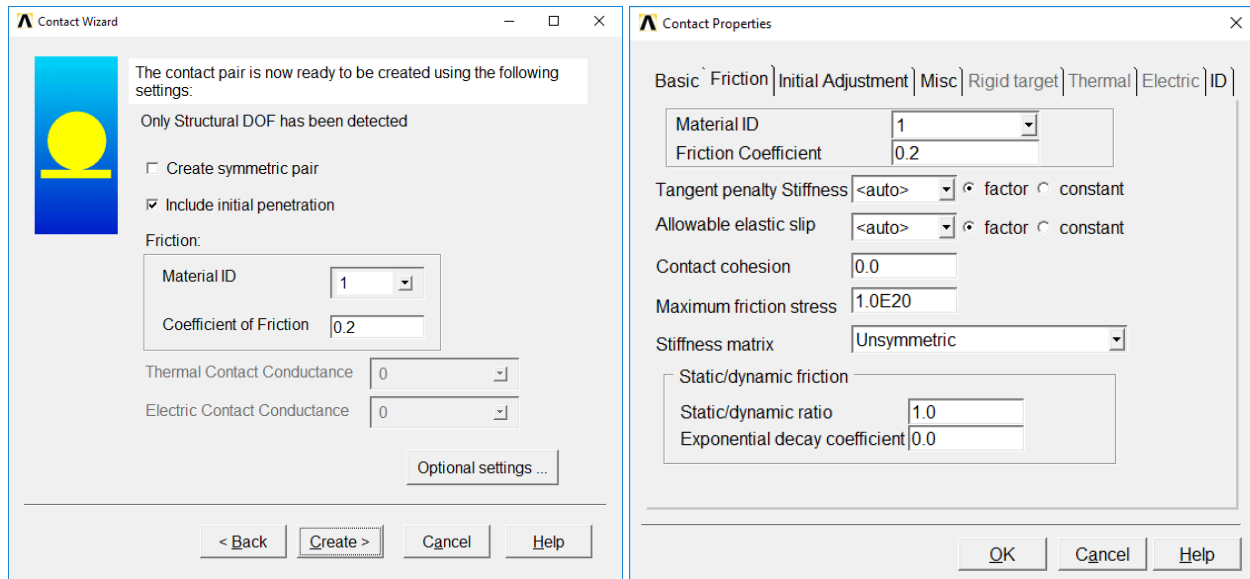 Contact Wizard
The contact pair is now ready to be created using the following
settings:
Only Structural DOF has been detected
Create symmetric pair
Include initial penetration
Friction:
Material ID 1
Coefficient of Friction 0.2
Thermal Contact Conductance 0
Electric Contact Conductance 0
Optional settings ...
< Back Create > Cancel Help
Contact Properties
Basic Friction Initial Adjustment Misc Rigid target Thermal Electric ID
Material ID 1
Friction Coefficient 0.2
Tangent penalty Stiffness <auto> factor constant
Allowable elastic slip <auto> factor constant
Contact cohesion 0.0
Maximum friction stress 1.0E20
Stiffness matrix Unsymmetric
Static/dynamic friction
Static/dynamic ratio 1.0
Exponential decay coefficient 0.0
OK Cancel Help